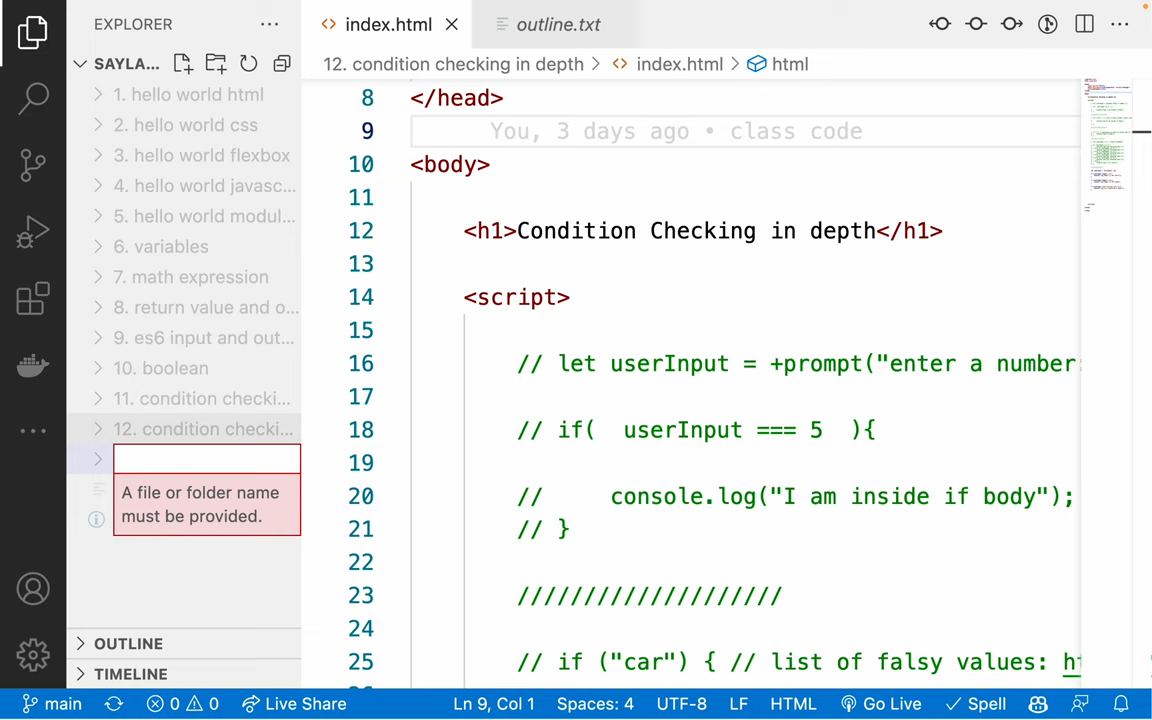 EXPLORER
SAYLA...
1. hello world html
2. hello world css
3. hello world flexbox
4. hello world javasc...
5. hello world modul...
6. variables
7. math expression
8. return value and o...
9. es6 input and out...
10. boolean
11. condition checki...
12. condition checki...
A file or folder name
must be provided.
OUTLINE
TIMELINE
index.html
outline.txt
12. condition checking in depth > index.html > html
8 </head>
9 You, 3 days ago • class code
10 <body>
11
12 <h1>Condition Checking in depth</h1>
13
14 <script>
15
16 // let userInput = +prompt("enter a number
17
18 // if(  userInput === 5  ){
19
20 //     console.log("I am inside if body");
21 // }
22
23 ////////////////////
24
25 // if ("car") { // list of falsy values: h
main 0 0 Live Share Ln 9, Col 1 Spaces: 4 UTF-8 LF HTML Go Live Spell